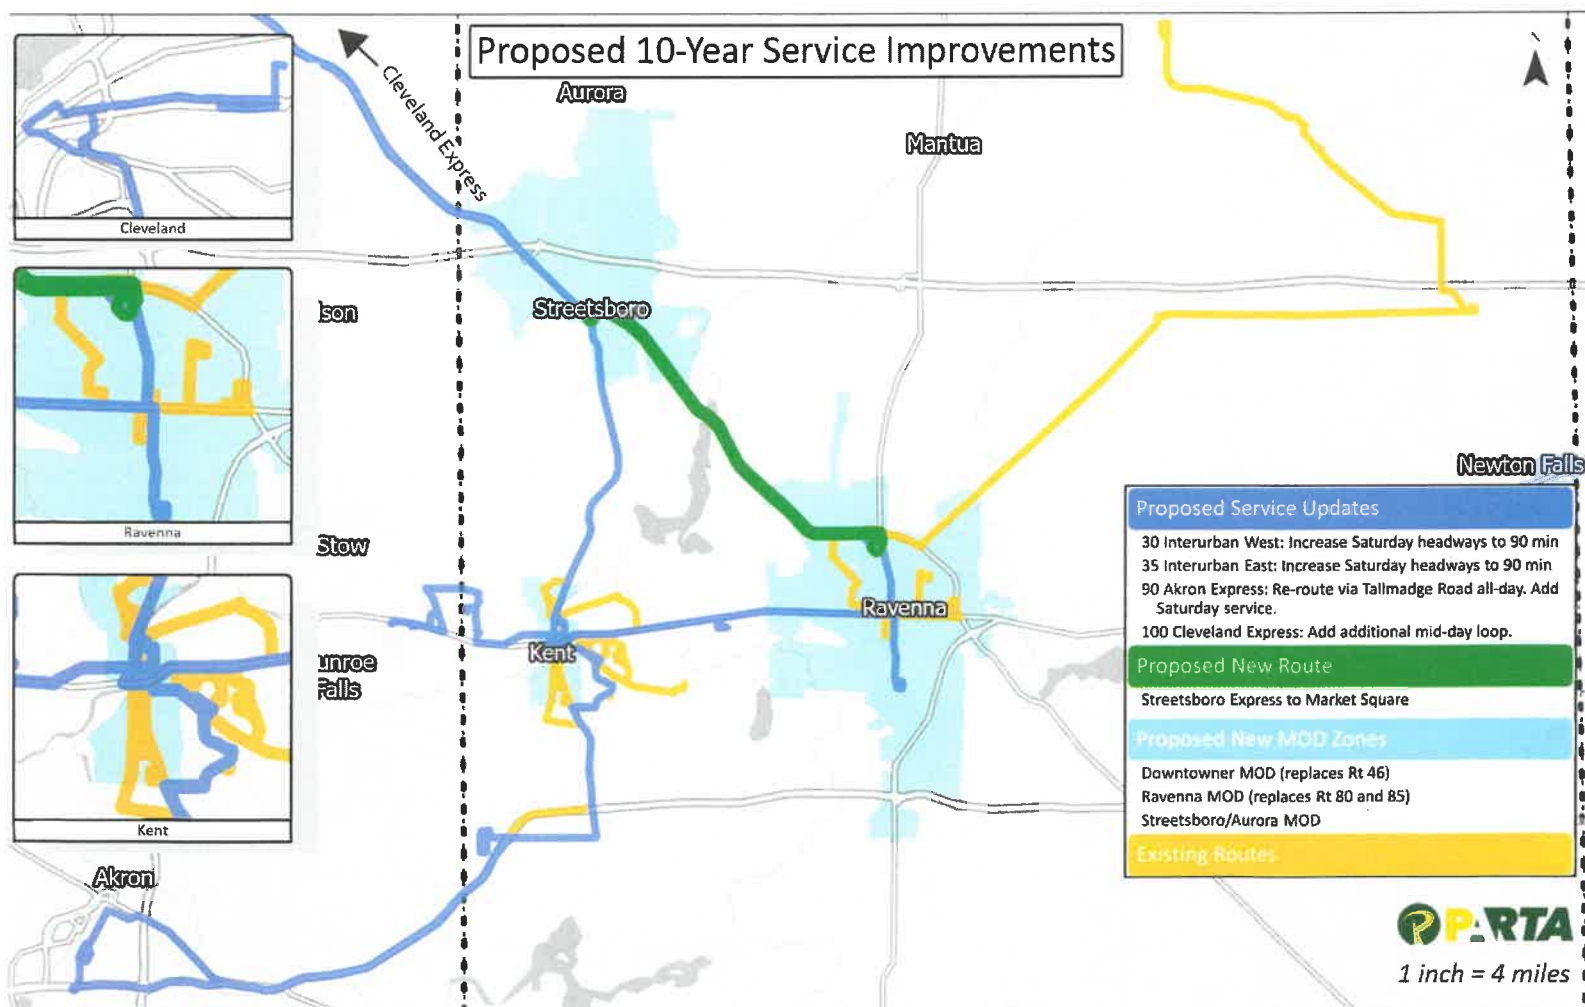 Proposed 10-Year Service Improvements
Cleveland Express
Aurora
Mantua
Cleveland
lson
Streetsboro
Newton Falls
Ravenna
Stow
Ravenna
Kent
unroe
Falls
Kent
Akron
Proposed Service Updates
30 Interurban West: Increase Saturday headways to 90 min
35 Interurban East: Increase Saturday headways to 90 min
90 Akron Express: Re-route via Tallmadge Road all-day. Add
Saturday service.
100 Cleveland Express: Add additional mid-day loop.
Proposed New Route
Streetsboro Express to Market Square
Proposed New MOD Zones
Downtowner MOD (replaces Rt 46)
Ravenna MOD (replaces Rt 80 and 85)
Streetsboro/Aurora MOD
Existing Routes
PARTA
1 inch = 4 miles